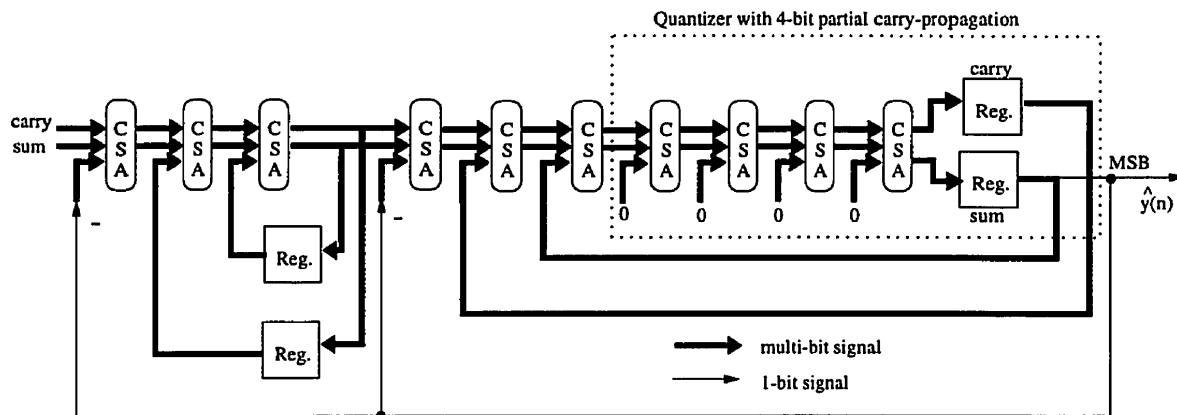 Quantizer with 4-bit partial carry-propagation
carry
sum
C S A
C S A
C S A
C S A
C S A
C S A
C S A
C S A
C S A
C S A
carry
Reg.
Reg.
sum
MSB
ŷ(n)
-
-
0
0
0
0
Reg.
Reg.
multi-bit signal
1-bit signal